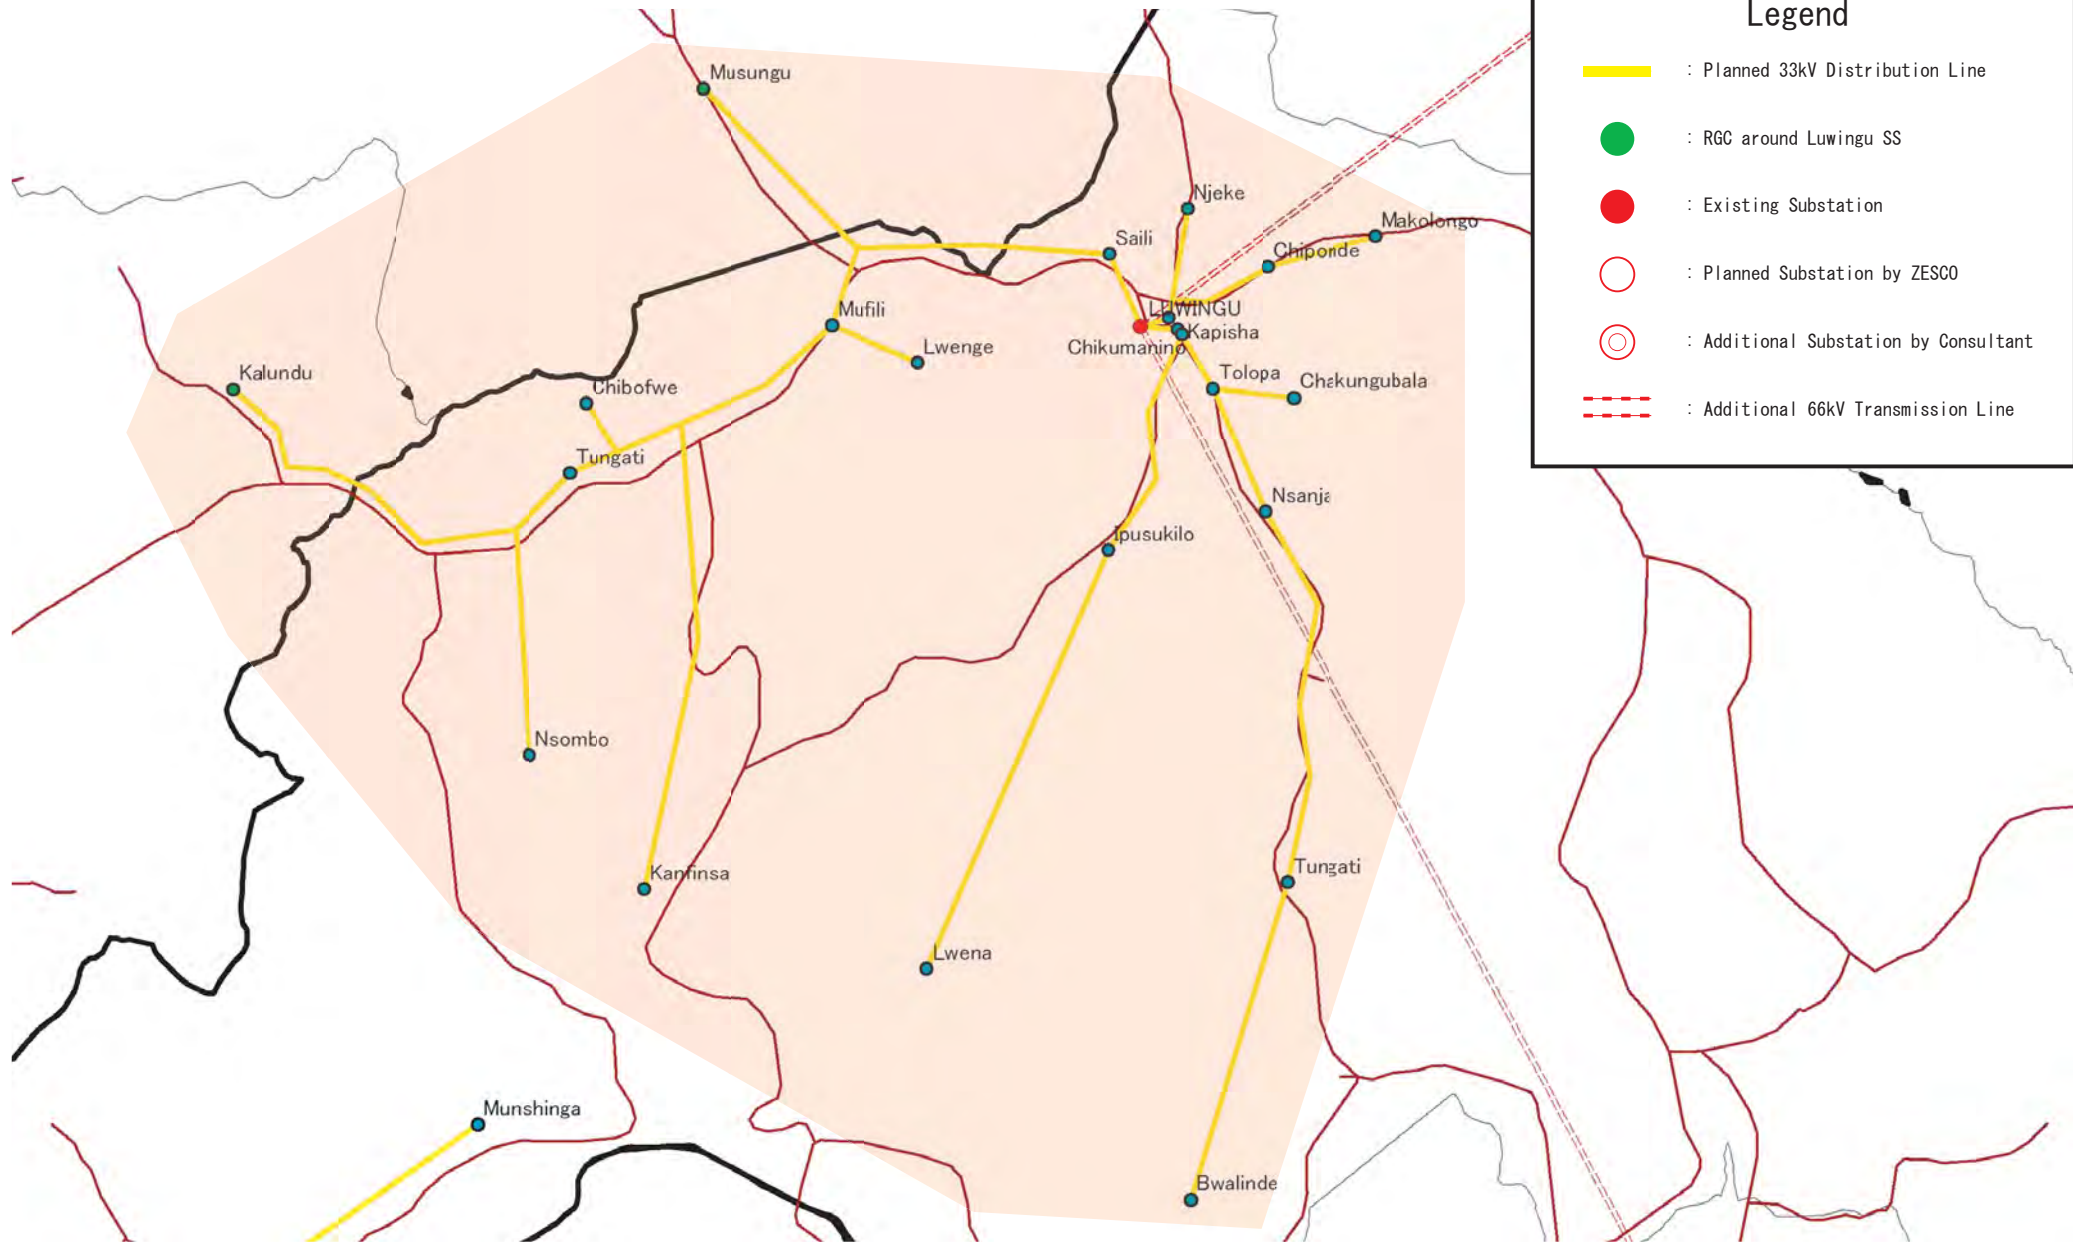 Legend
: Planned 33kV Distribution Line
: RGC around Luwingu SS
: Existing Substation
: Planned Substation by ZESCO
: Additional Substation by Consultant
: Additional 66kV Transmission Line
Musungu
Njeke
Makolongo
Saili
Chiponde
Mufili
LUWINGU
Kapisha
Chikumanino
Lwenge
Kalundu
Chibofwe
Tolopa
Chakungubala
Tungati
Nsanja
Ipusukilo
Nsombo
Kanfinsa
Tungati
Lwena
Munshinga
Bwalinde